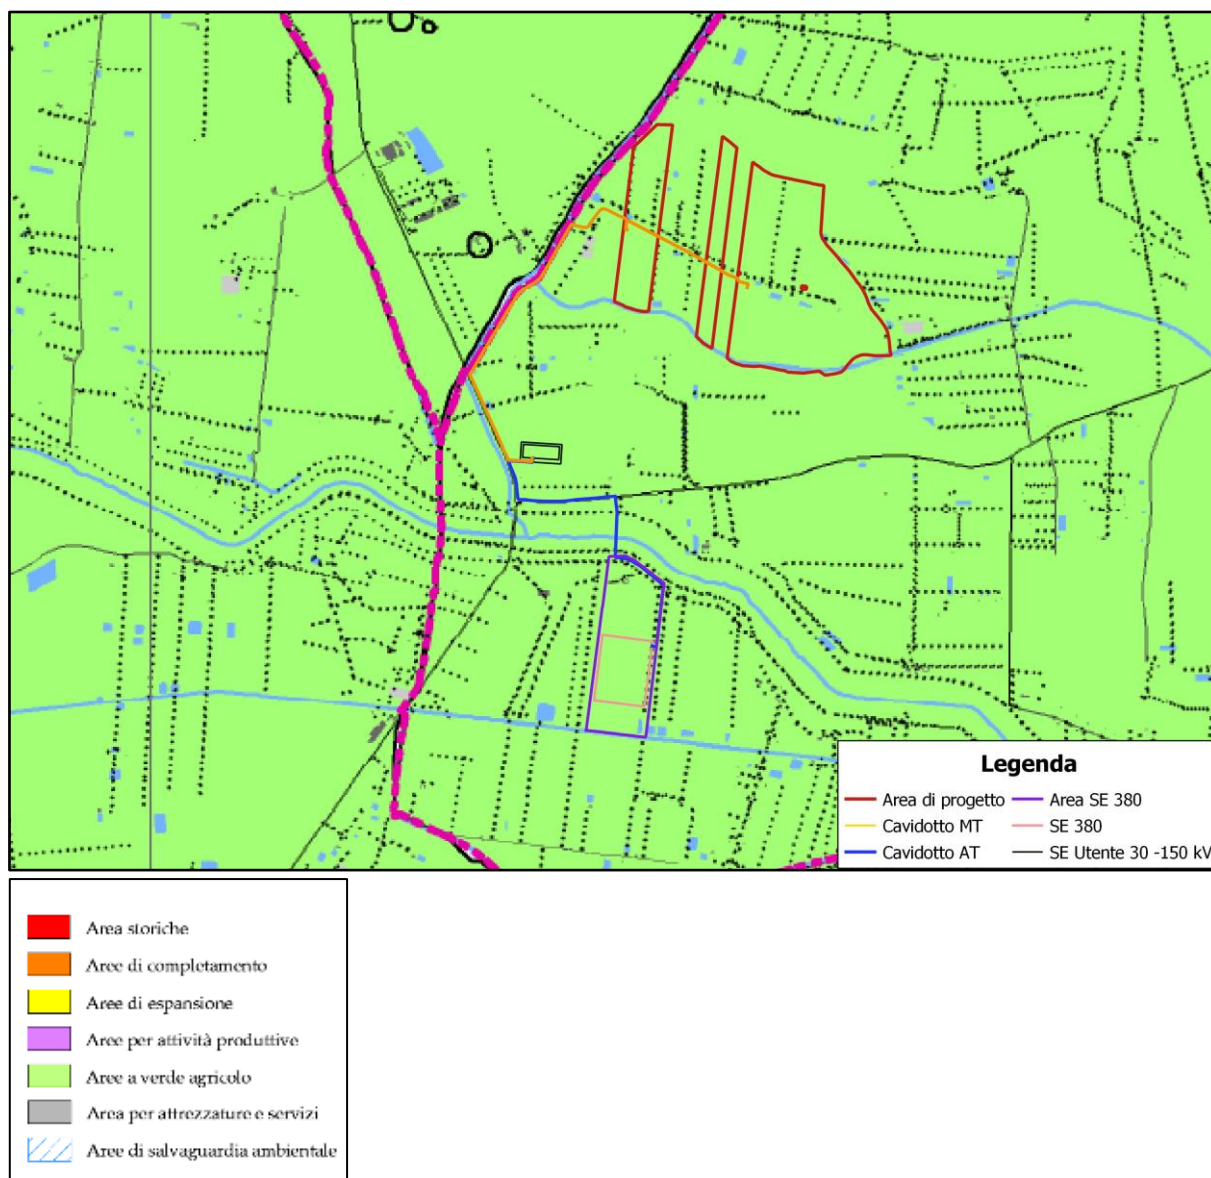 Legenda
Area di progetto
Area SE 380
Cavidotto MT
SE 380
Cavidotto AT
SE Utente 30 -150 kV
Area storiche
Aree di completamento
Aree di espansione
Aree per attività produttive
Aree a verde agricolo
Area per attrezzature e servizi
Aree di salvaguardia ambientale